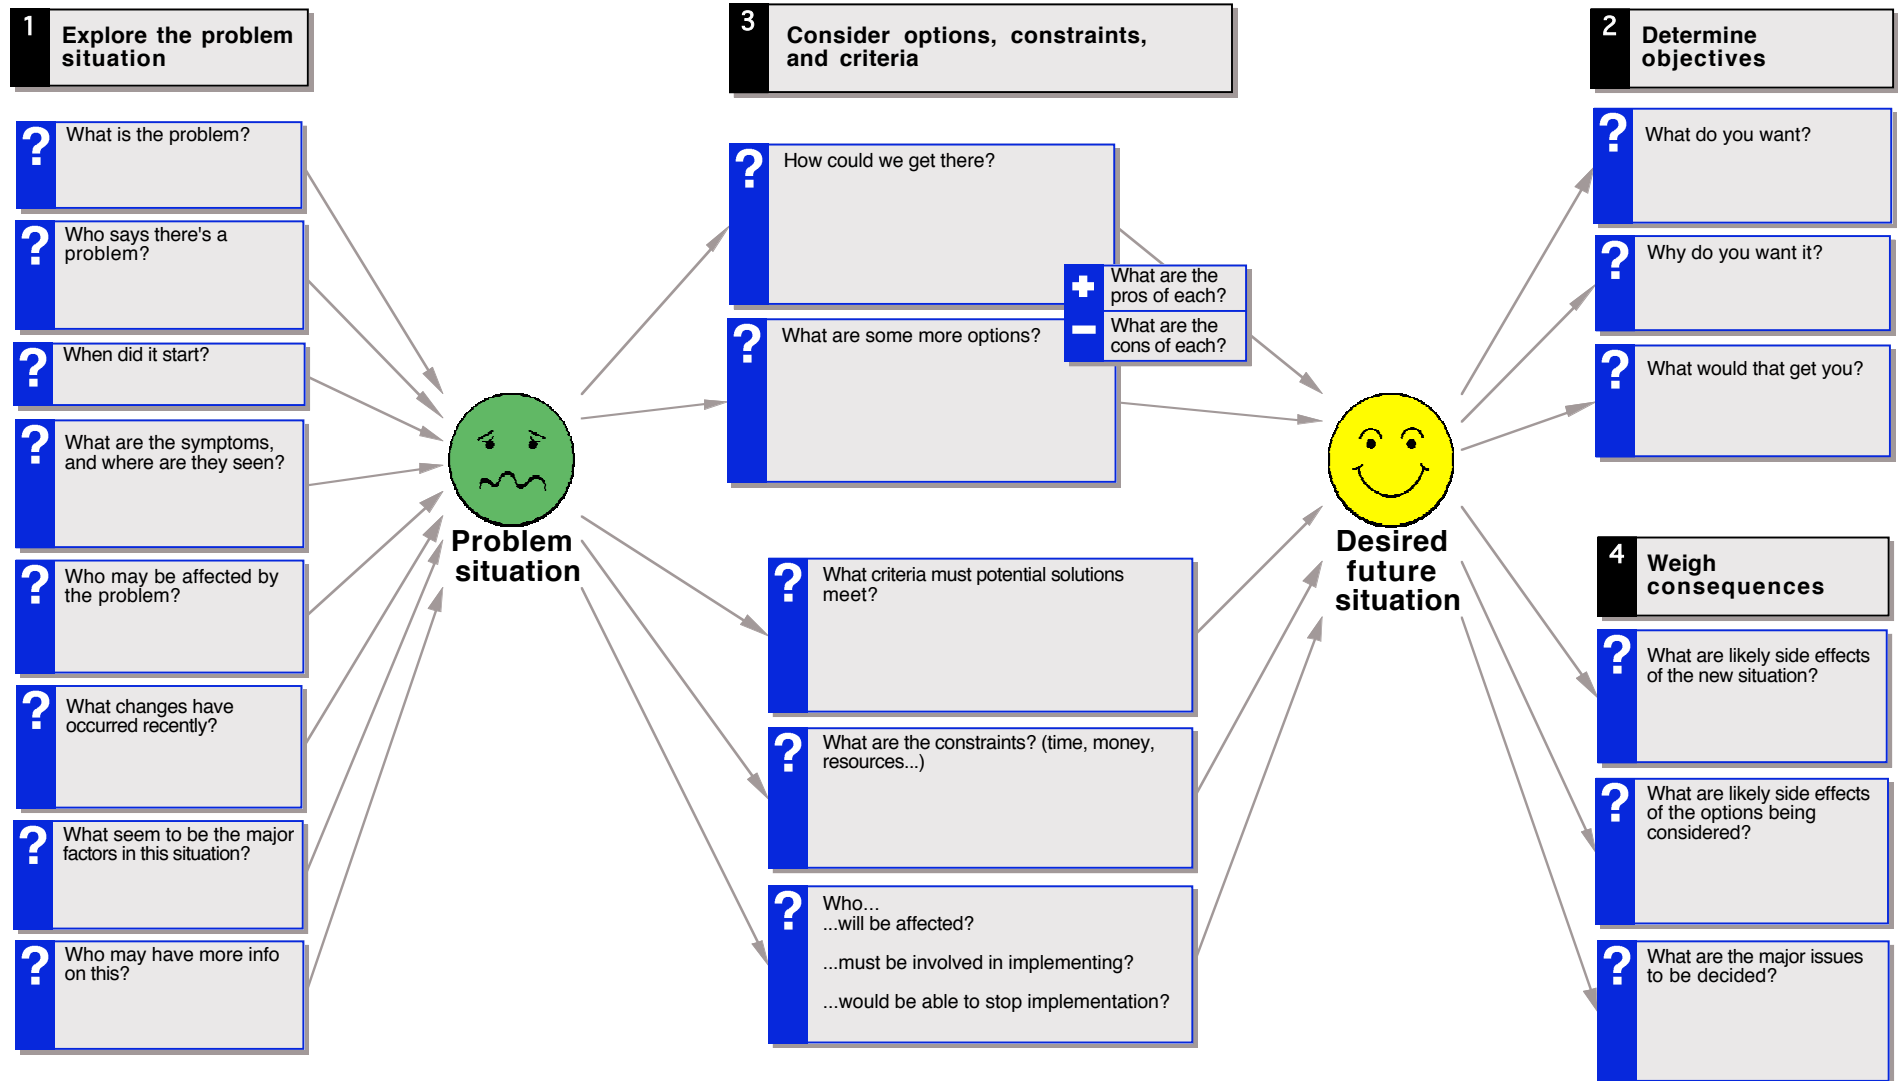 1
Explore the problem
situation
?
What is the problem?
?
Who says there's a
problem?
?
When did it start?
?
What are the symptoms,
and where are they seen?
?
Who may be affected by
the problem?
?
What changes have
occurred recently?
?
What seem to be the major
factors in this situation?
?
Who may have more info
on this?
Problem
situation
3
Consider options, constraints,
and criteria
?
How could we get there?
+
What are the
pros of each?
−
What are the
cons of each?
?
What are some more options?
?
What criteria must potential solutions
meet?
?
What are the constraints? (time, money,
resources...)
?
Who...
...will be affected?
...must be involved in implementing?
...would be able to stop implementation?
Desired
future
situation
2
Determine
objectives
?
What do you want?
?
Why do you want it?
?
What would that get you?
4
Weigh
consequences
?
What are likely side effects
of the new situation?
?
What are likely side effects
of the options being
considered?
?
What are the major issues
to be decided?